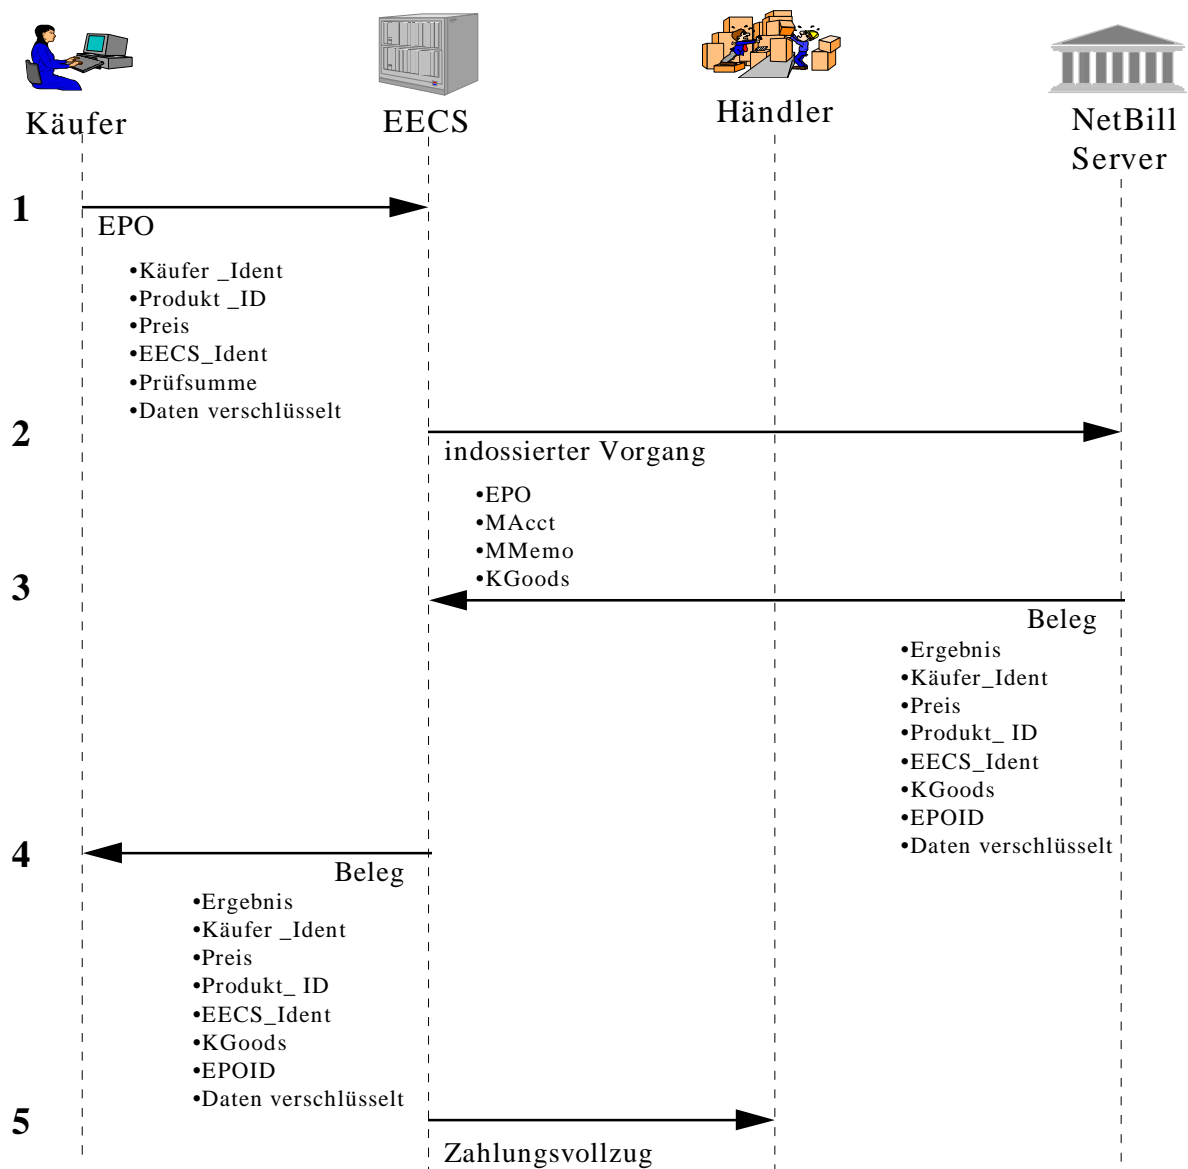 Käufer
EECS
Händler
NetBill
Server
1
EPO
•Käufer _Ident
•Produkt _ID
•Preis
•EECS_Ident
•Prüfsumme
•Daten verschlüsselt
2
indossierter Vorgang
•EPO
•MAcct
•MMemo
•KGoods
3
Beleg
•Ergebnis
•Käufer_Ident
•Preis
•Produkt_ ID
•EECS_Ident
•KGoods
•EPOID
•Daten verschlüsselt
4
Beleg
•Ergebnis
•Käufer _Ident
•Preis
•Produkt_ ID
•EECS_Ident
•KGoods
•EPOID
•Daten verschlüsselt
5
Zahlungsvollzug